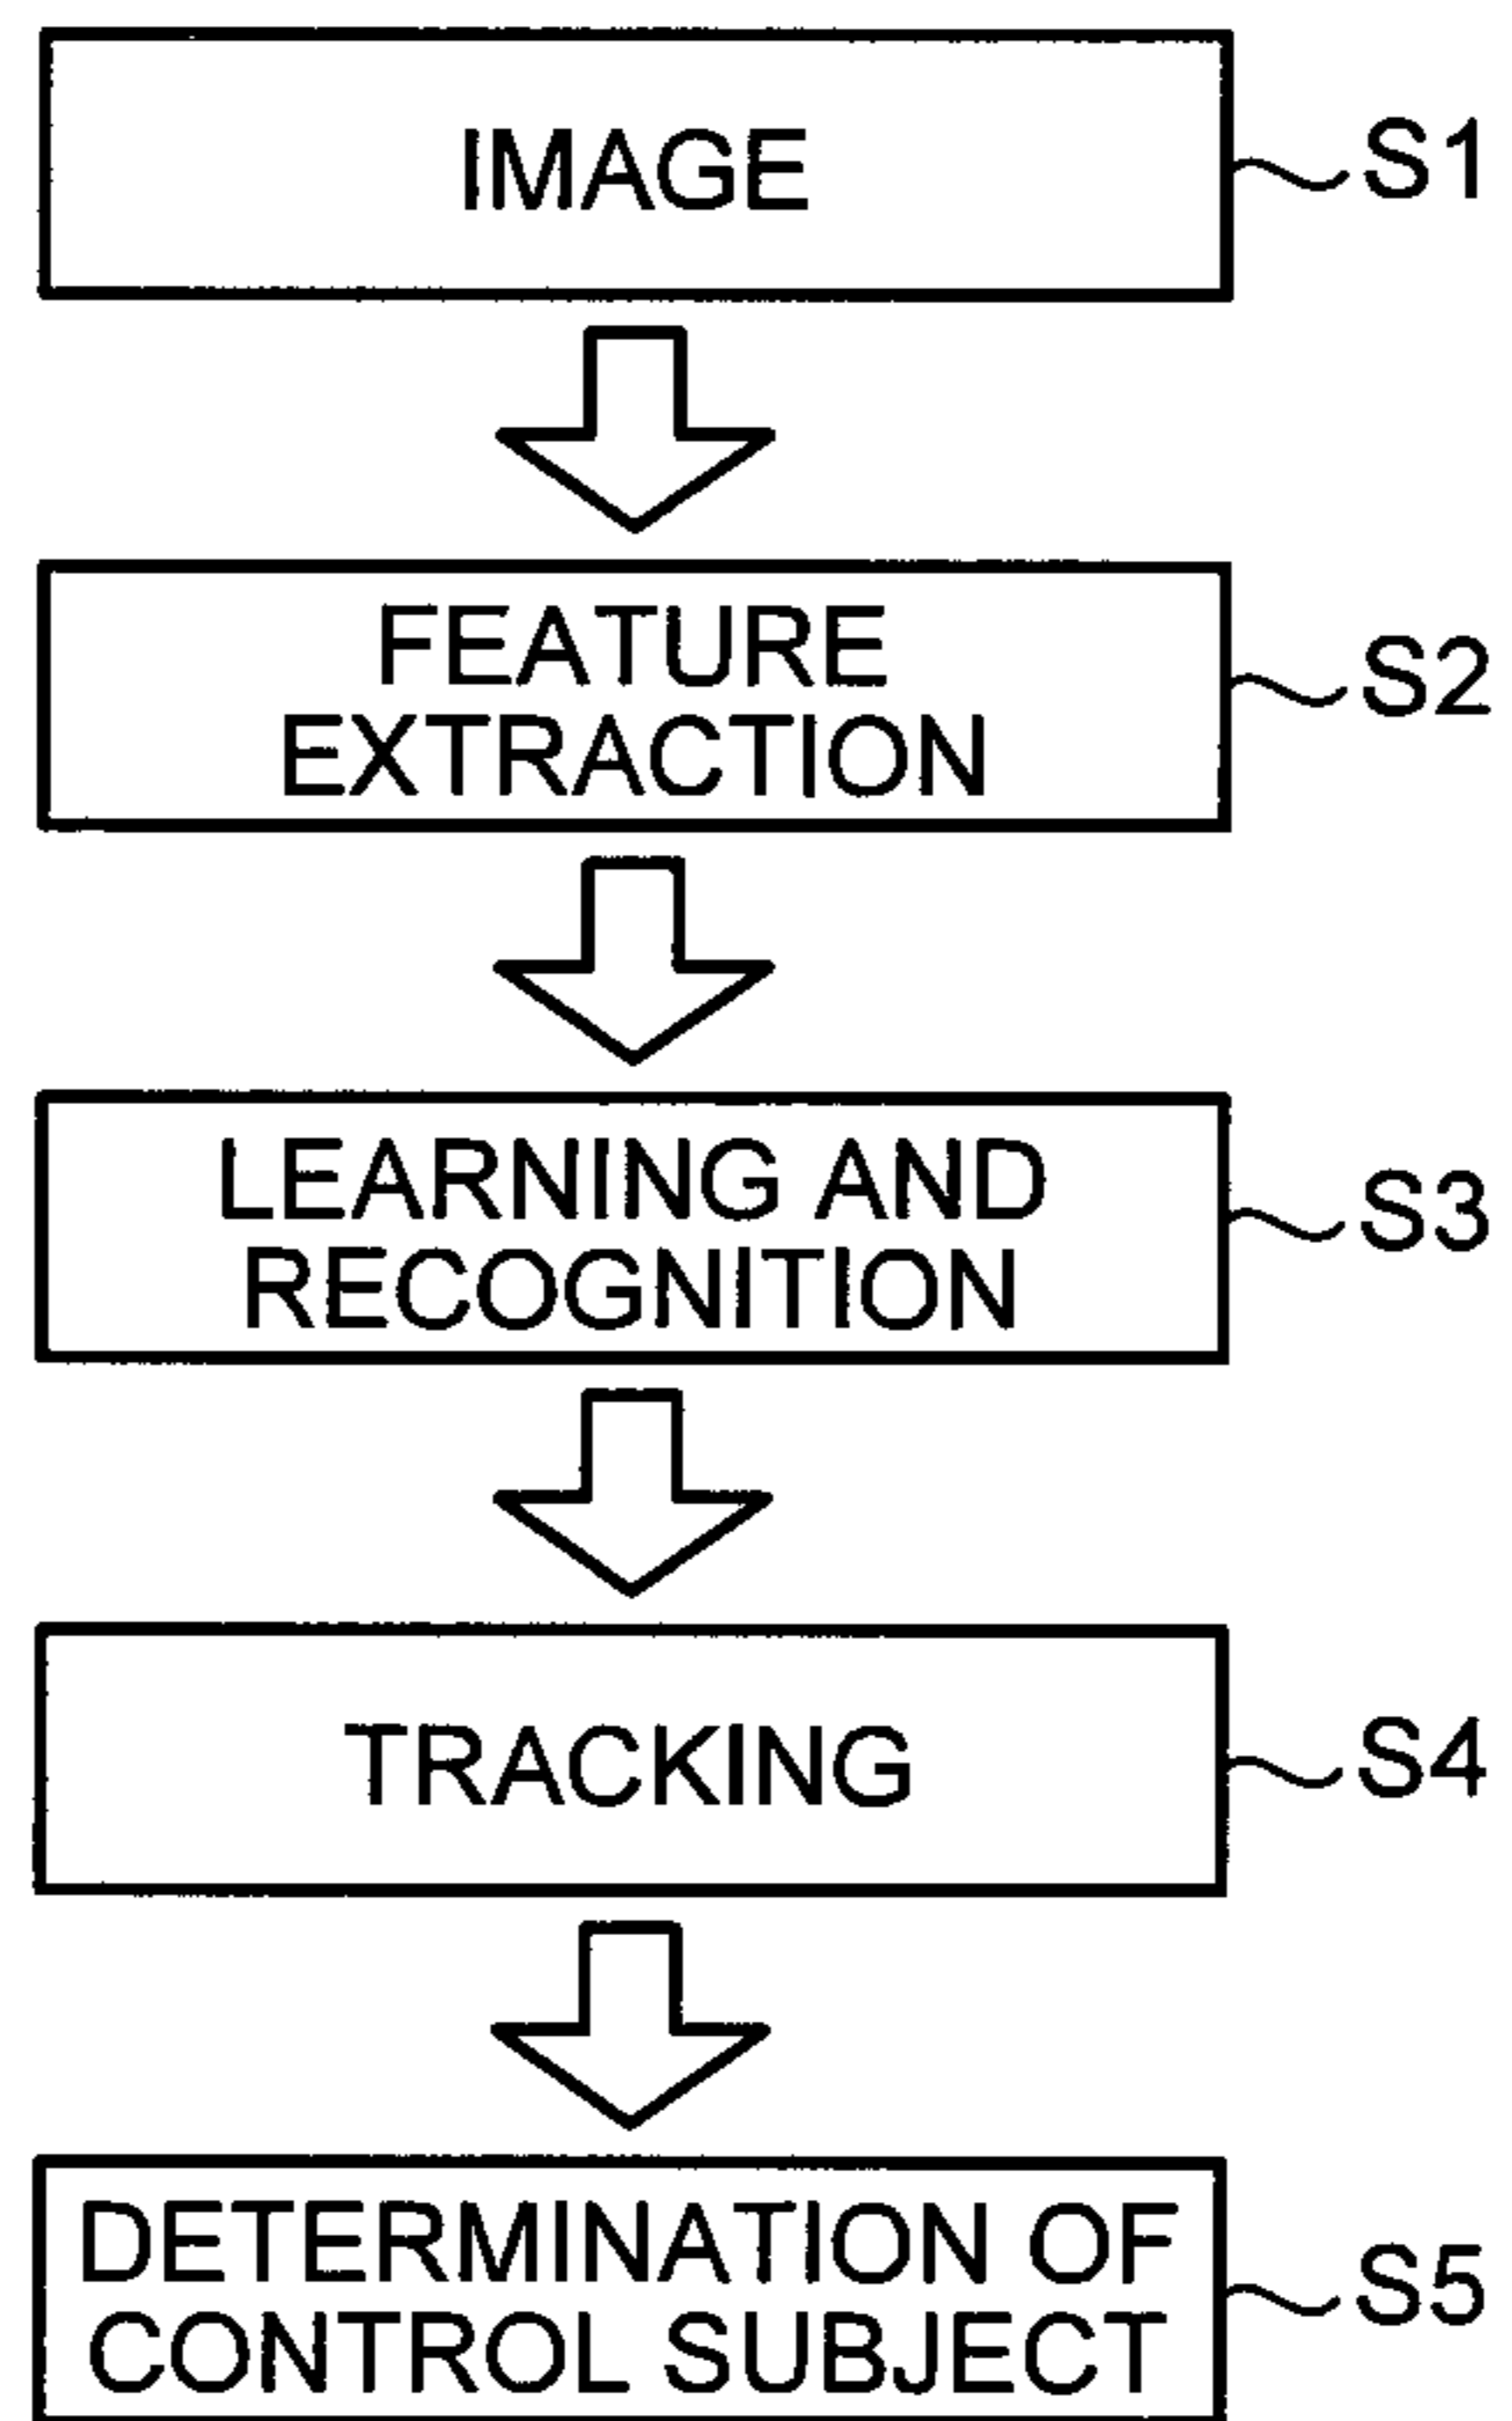 IMAGE
S1
FEATURE
EXTRACTION
S2
LEARNING AND
RECOGNITION
S3
TRACKING
S4
DETERMINATION OF
CONTROL SUBJECT
S5